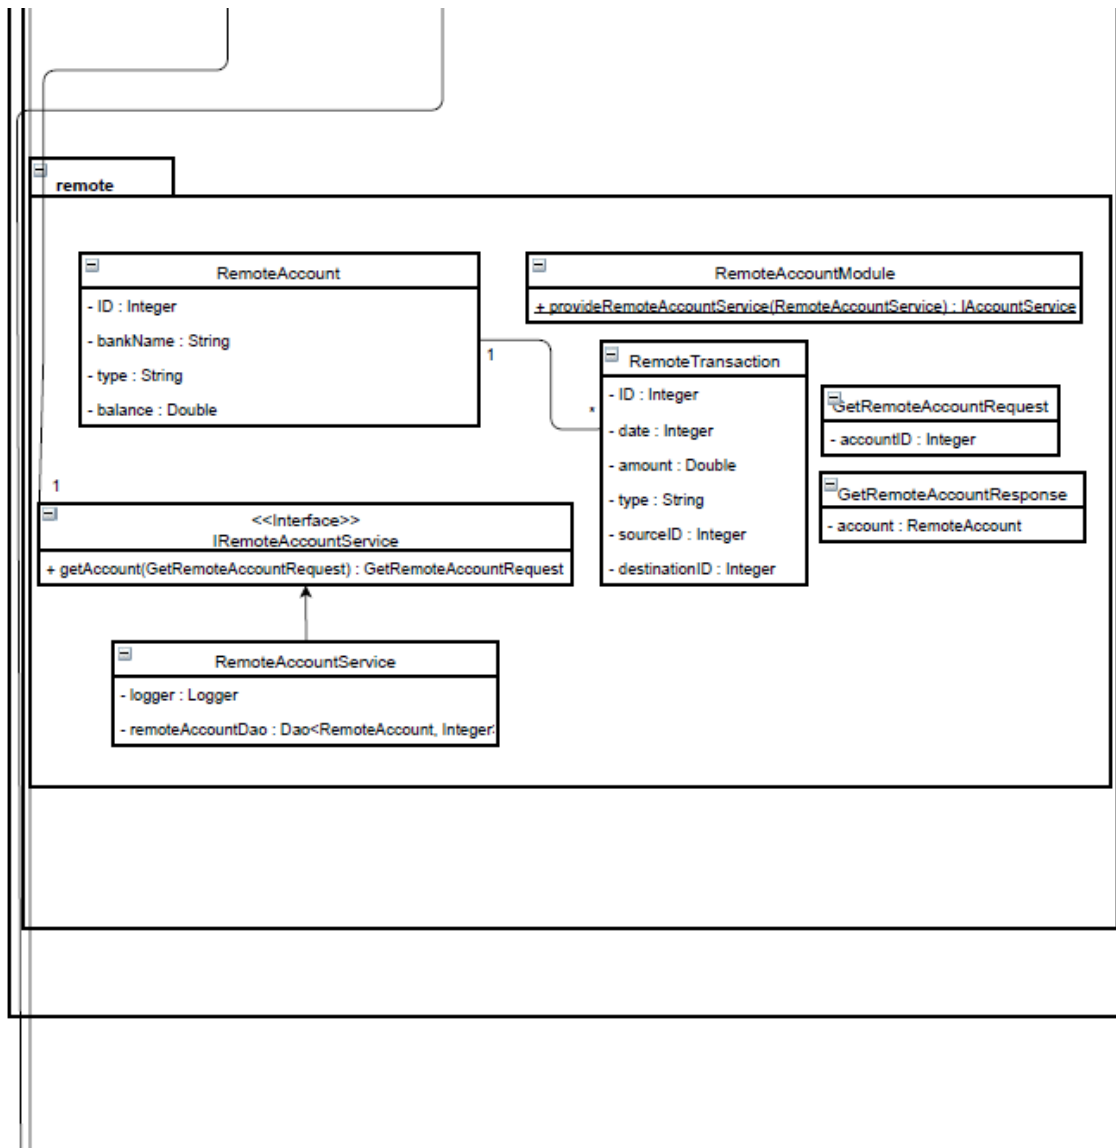 remote
RemoteAccount
- ID : Integer
- bankName : String
- type : String
- balance : Double
RemoteAccountModule
+ provideRemoteAccountService(RemoteAccountService) : IAccountService
1
*
RemoteTransaction
- ID : Integer
- date : Integer
- amount : Double
- type : String
- sourceID : Integer
- destinationID : Integer
GetRemoteAccountRequest
- accountID : Integer
GetRemoteAccountResponse
- account : RemoteAccount
1
<<Interface>>
IRemoteAccountService
+ getAccount(GetRemoteAccountRequest) : GetRemoteAccountRequest
RemoteAccountService
- logger : Logger
- remoteAccountDao : Dao<RemoteAccount, Integer>